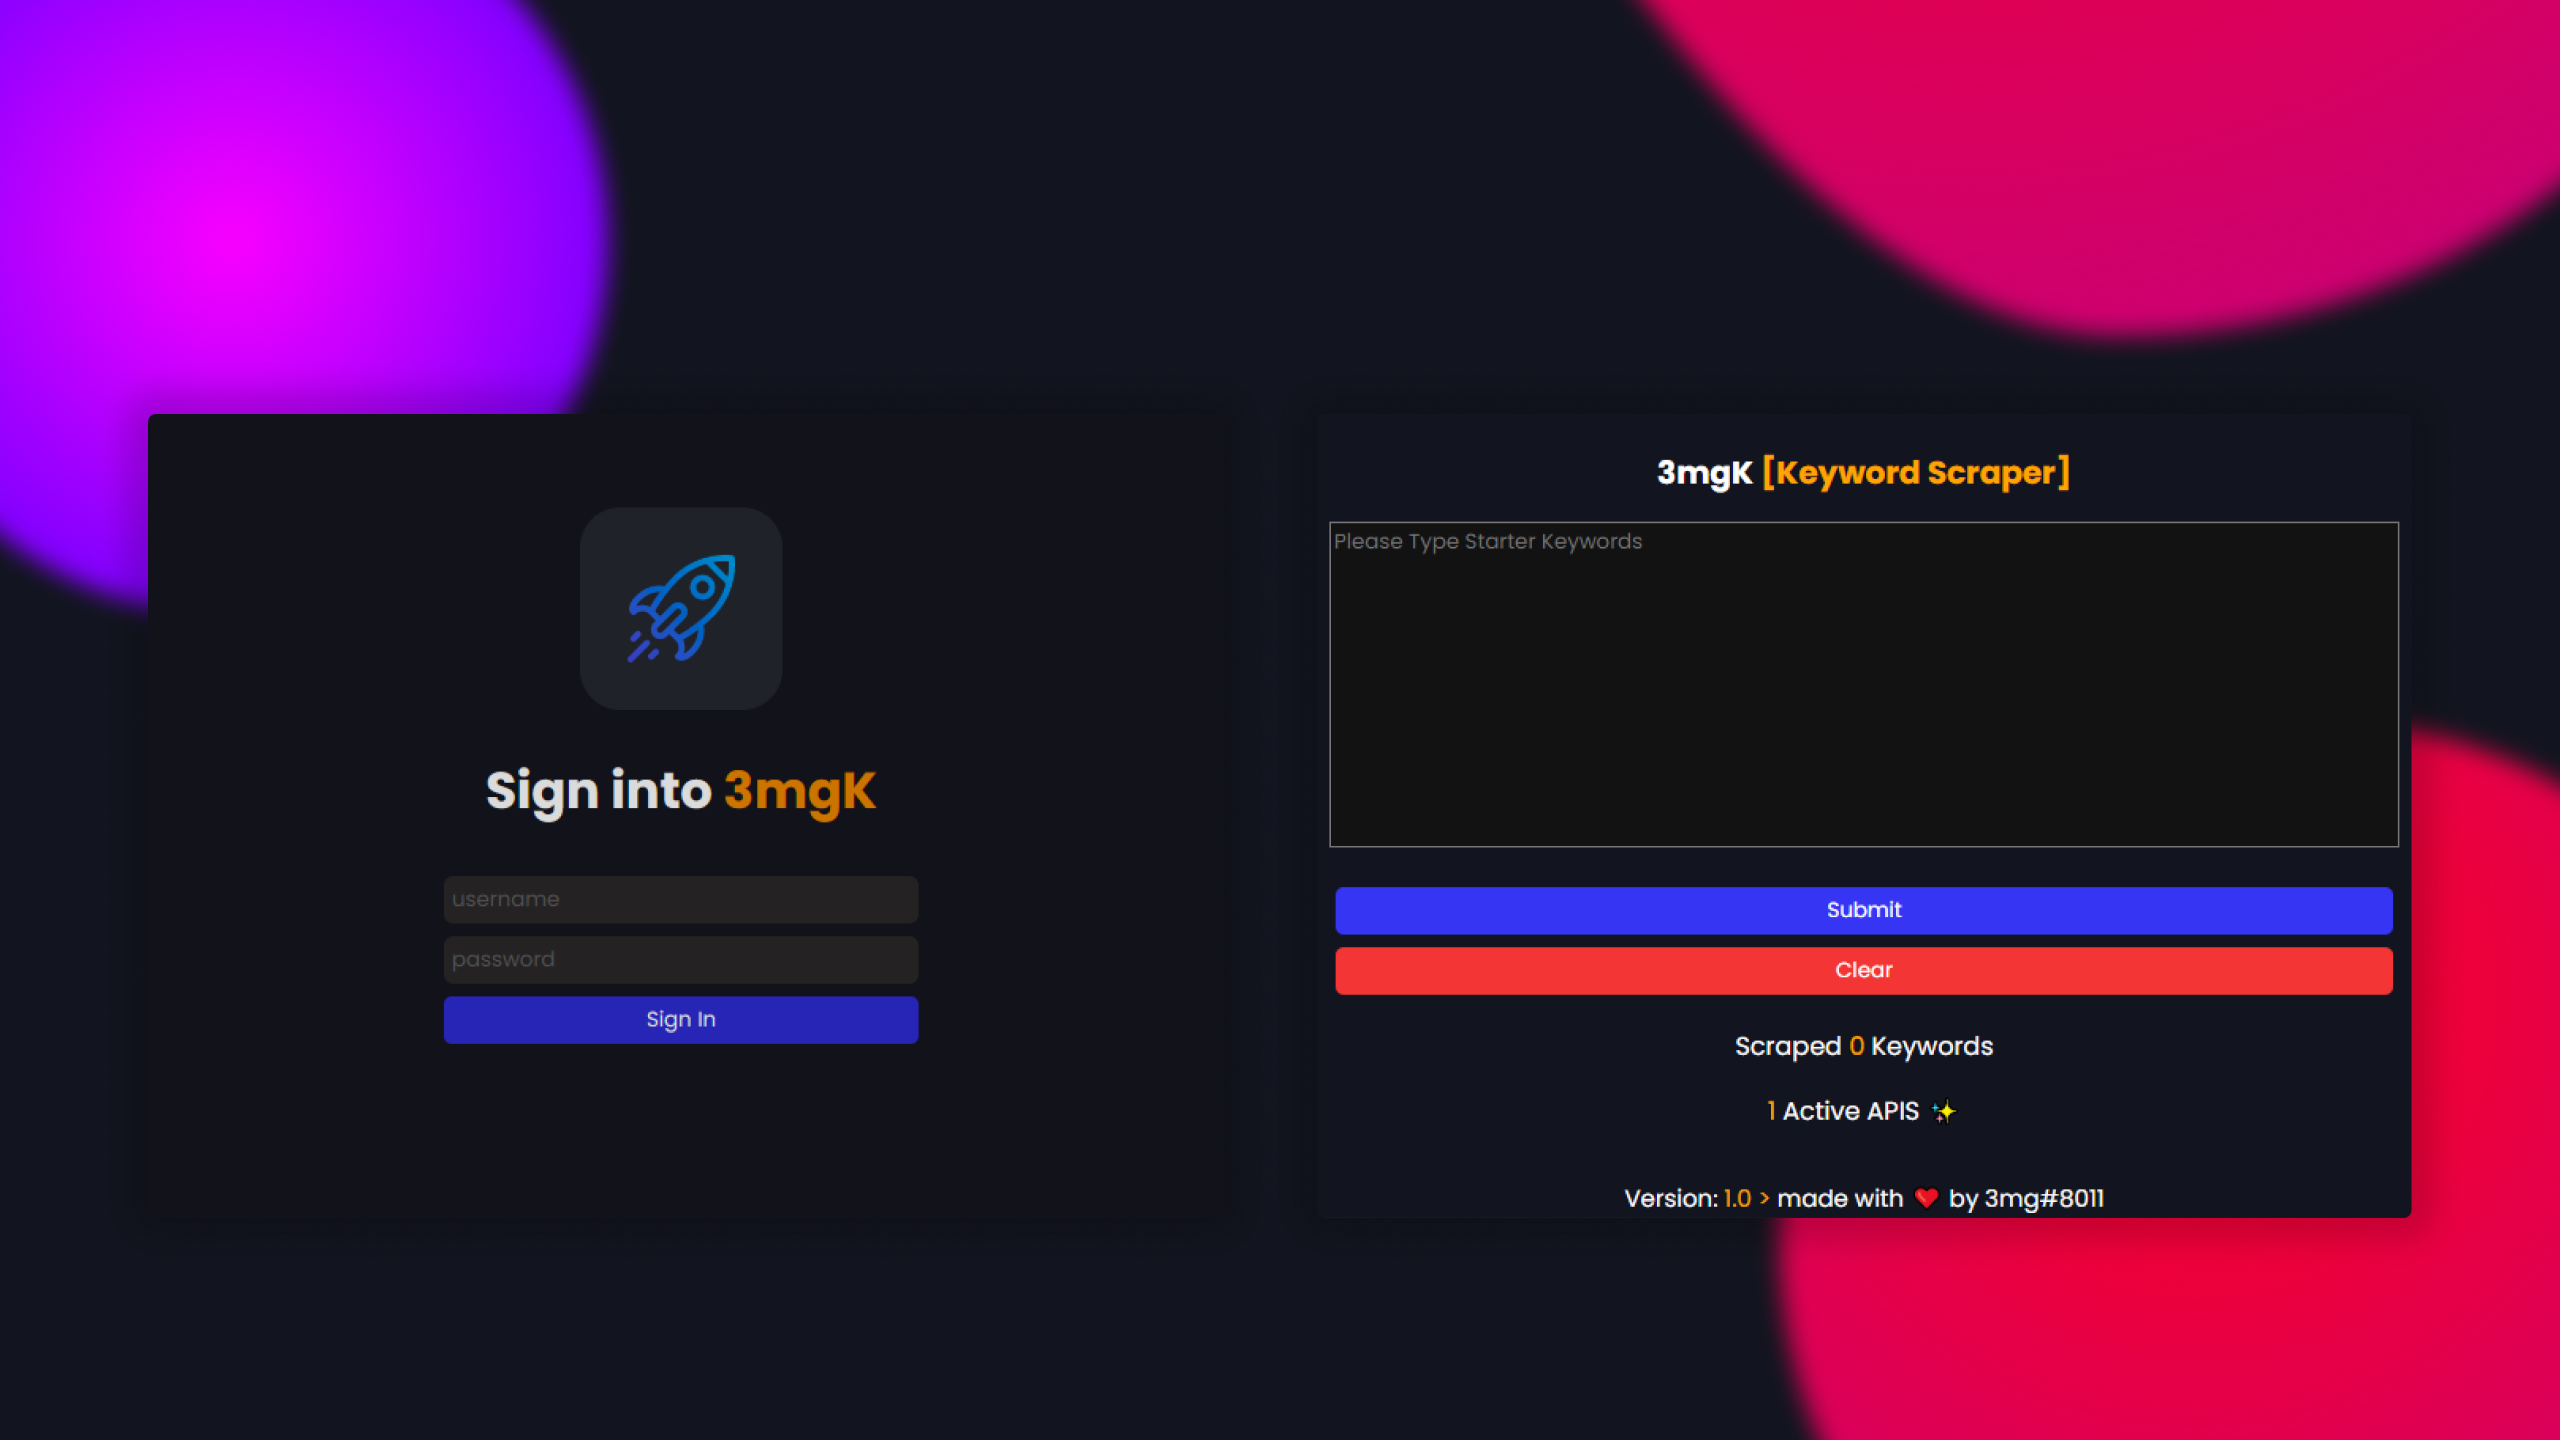 Sign into 3mgK
username
password
Sign In
3mgK [Keyword Scraper]
Please Type Starter Keywords
Submit
Clear
Scraped 0 Keywords
1 Active APIS ✨
Version: 1.0 > made with ❤️ by 3mg#8011